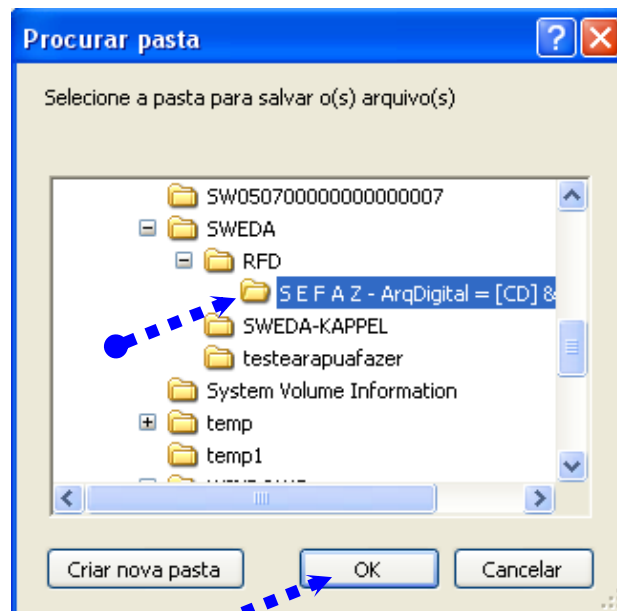 Procurar pasta
Selecione a pasta para salvar o(s) arquivo(s)
SW050700000000000007
SWEDA
RFD
S E F A Z - ArqDigital = [CD] &
SWEDA-KAPPEL
testearapuafazer
System Volume Information
temp
temp1
Criar nova pasta
OK
Cancelar